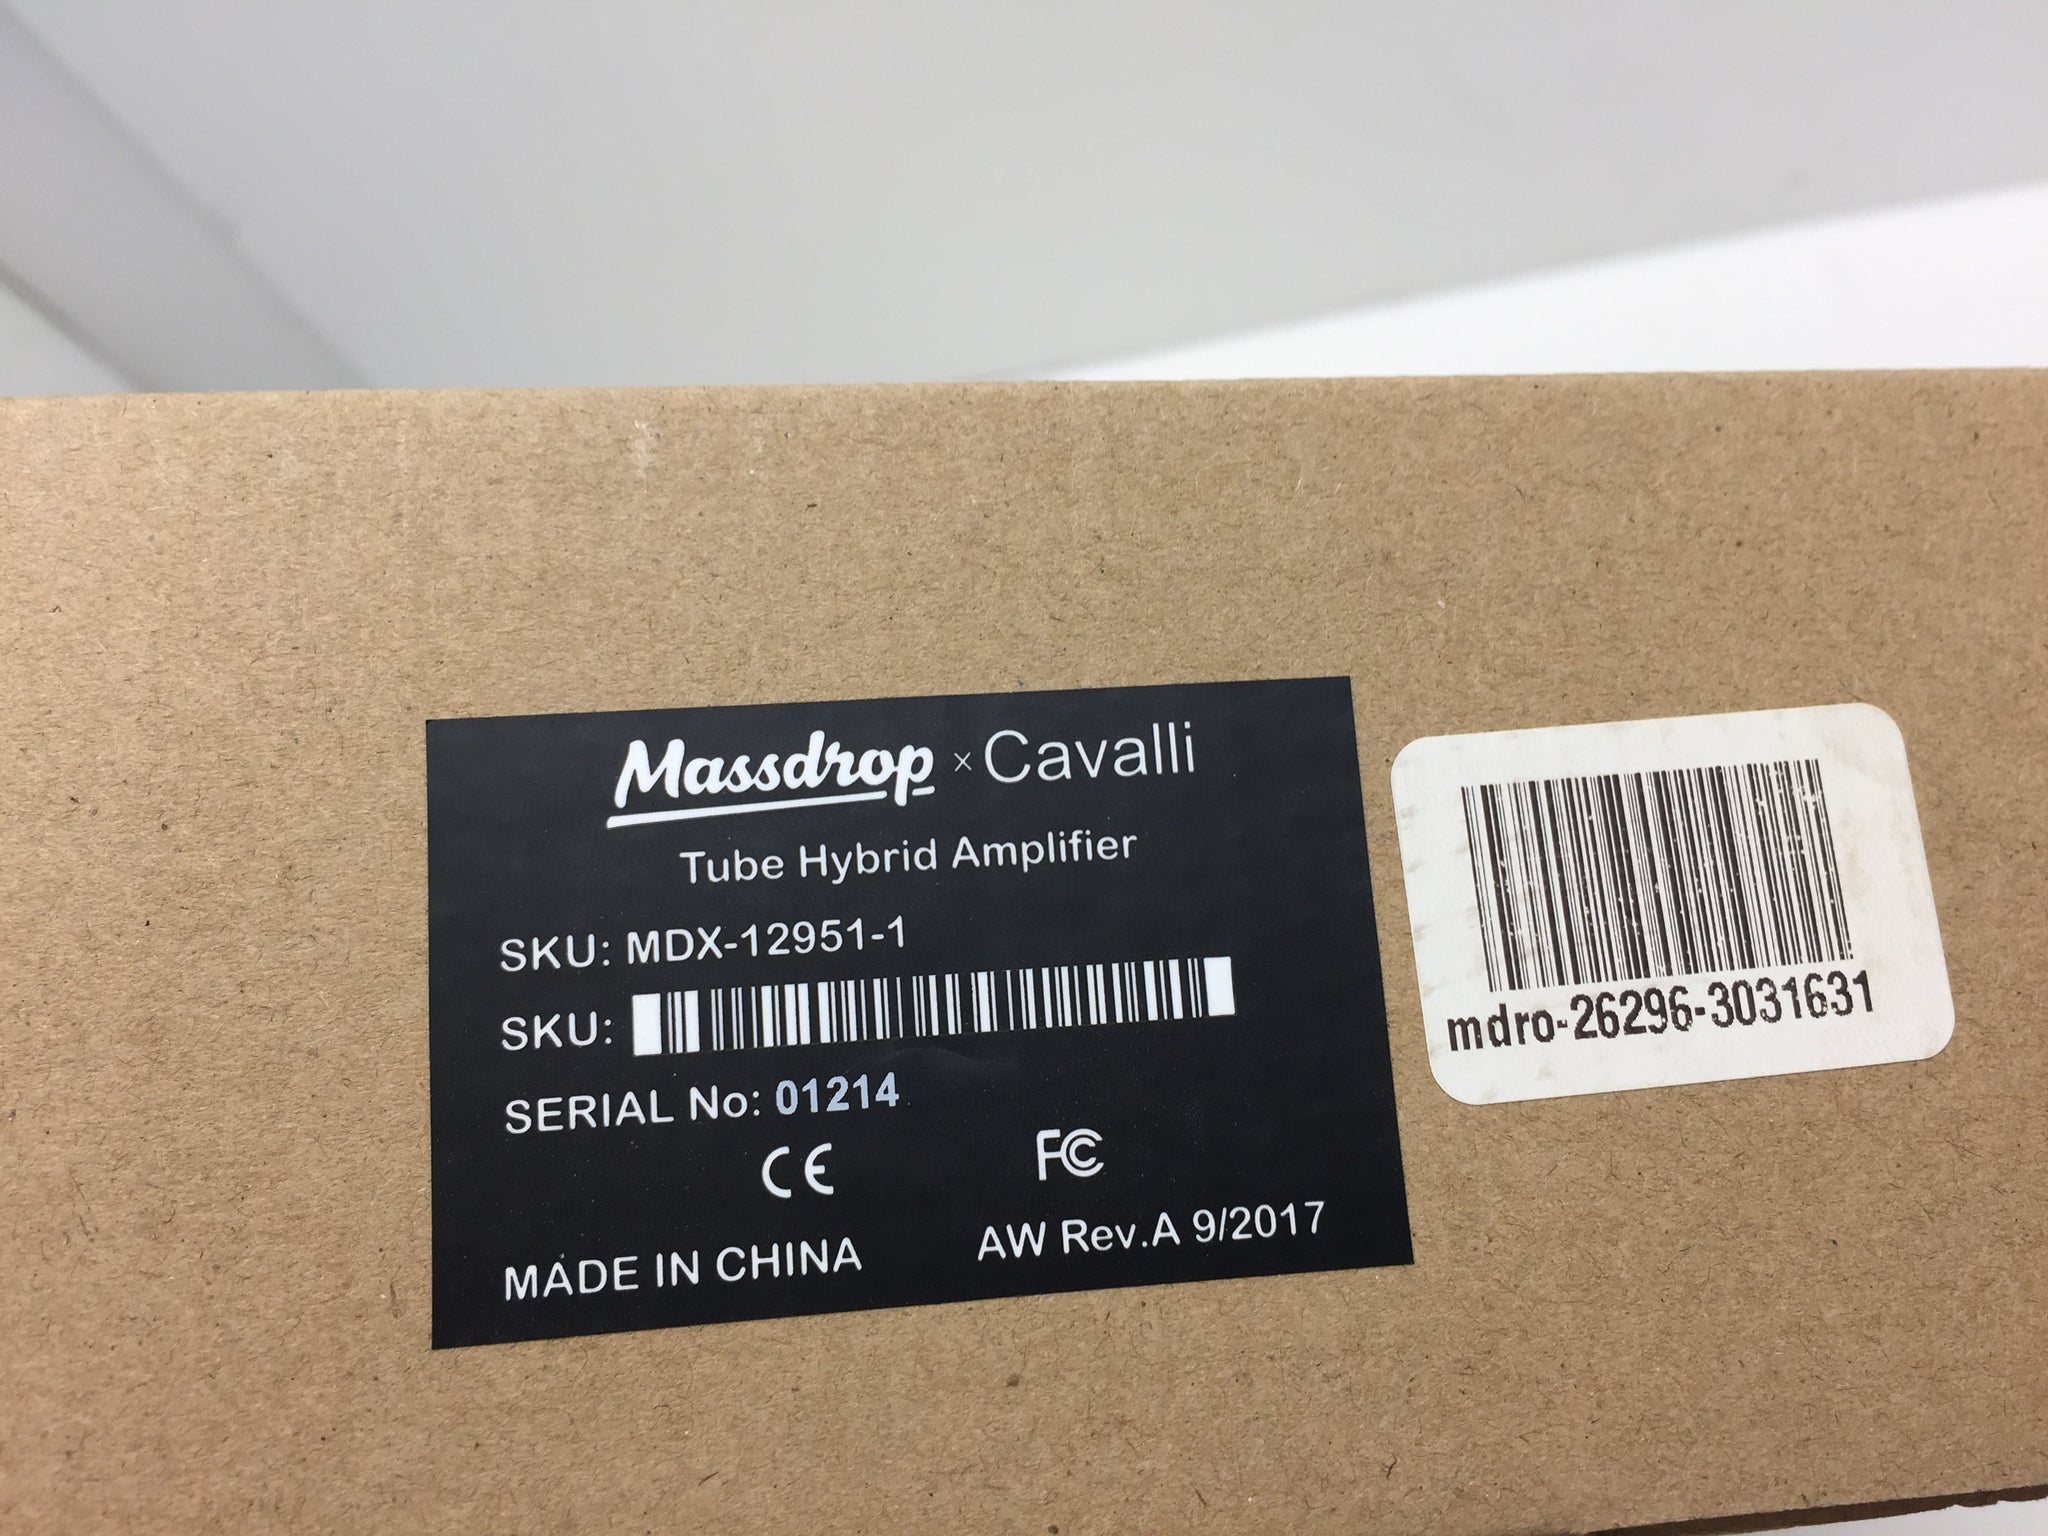 Massdrop × Cavalli
Tube Hybrid Amplifier
SKU: MDX-12951-1
SKU:
SERIAL No: 01214
CE FC
MADE IN CHINA AW Rev.A 9/2017
mdro-26296-3031631